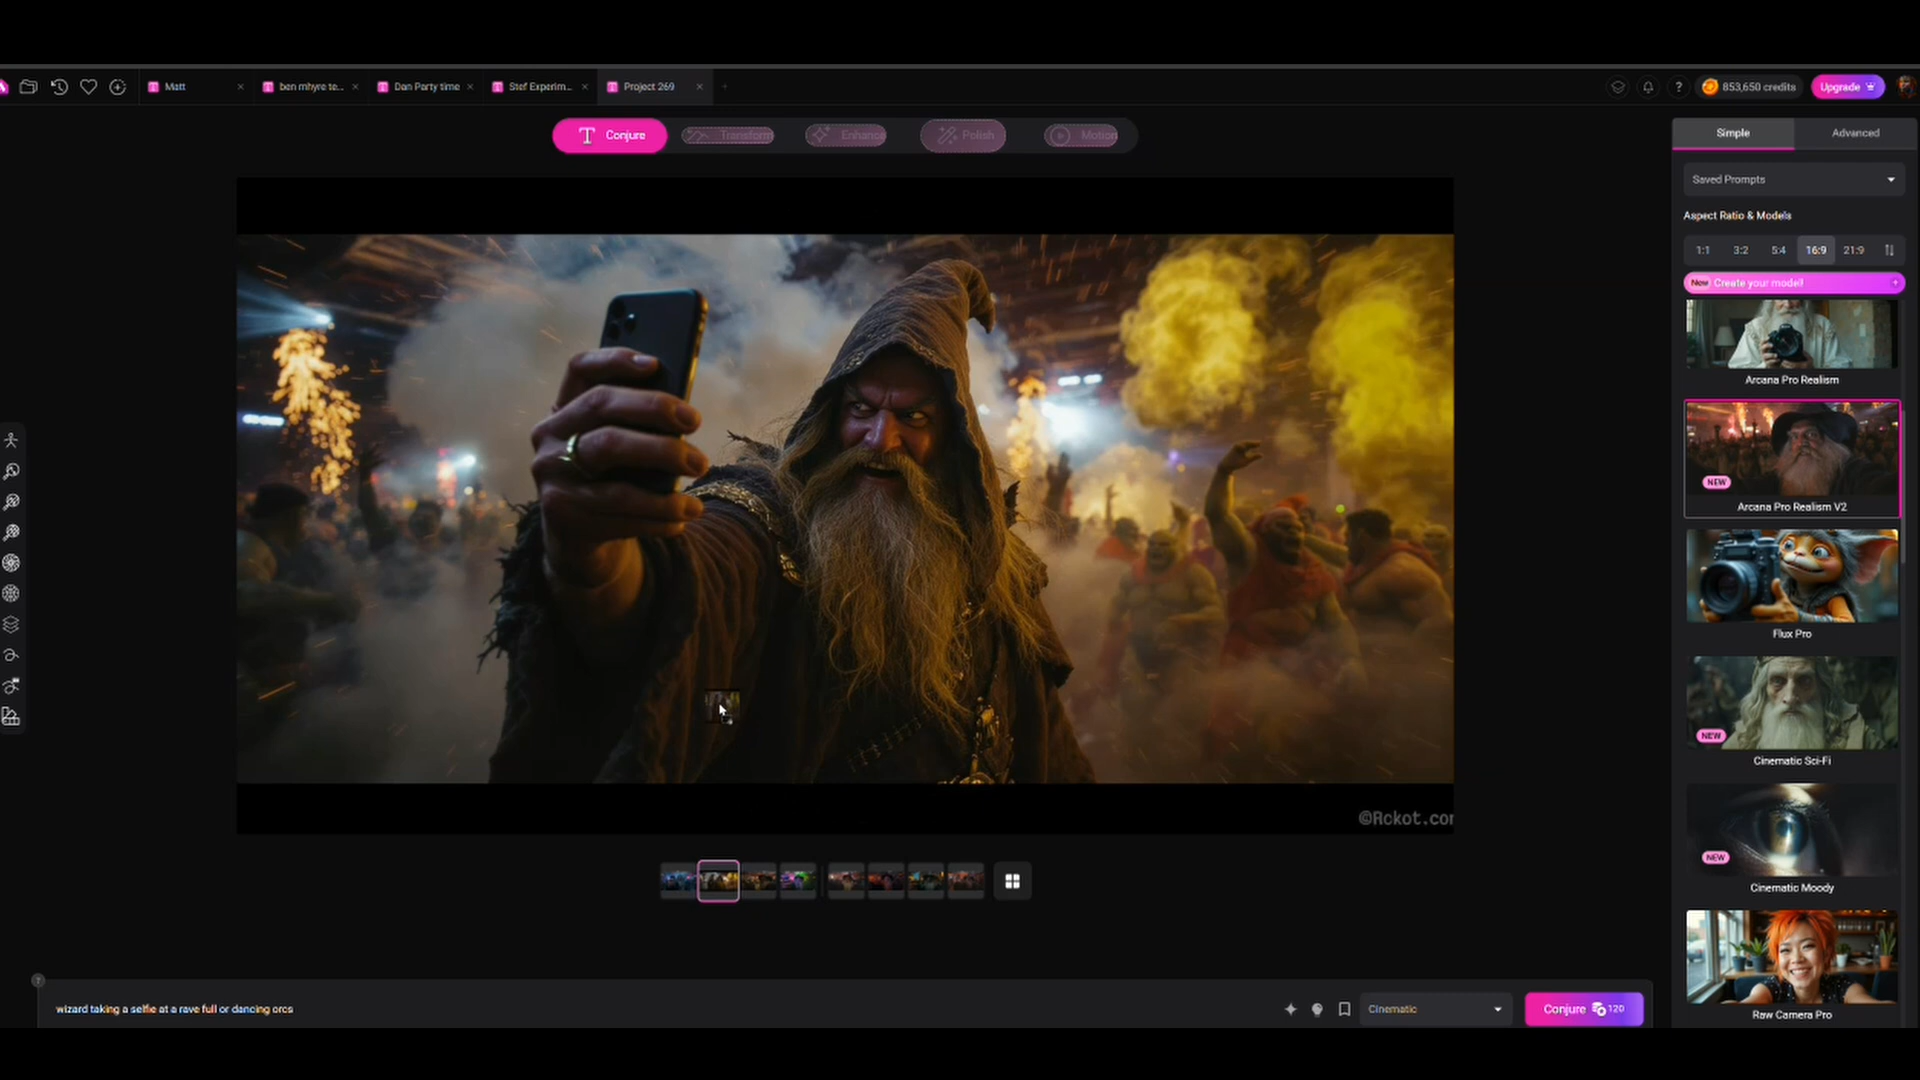 Matt
ben mhyre te...
Dan Party time
Stef Experim...
Project 269
853,650 credits
Upgrade
Conjure
Transform
Enhance
Polish
Motion
Simple
Advanced
Saved Prompts
Aspect Ratio & Models
1:1
3:2
5:4
16:9
21:9
New Create your model!
Arcana Pro Realism
NEW
Arcana Pro Realism V2
Flux Pro
NEW
Cinematic Sci-Fi
NEW
Cinematic Moody
Raw Camera Pro
©Rckot.cor
wizard taking a selfie at a rave full or dancing orcs
Cinematic
Conjure 120